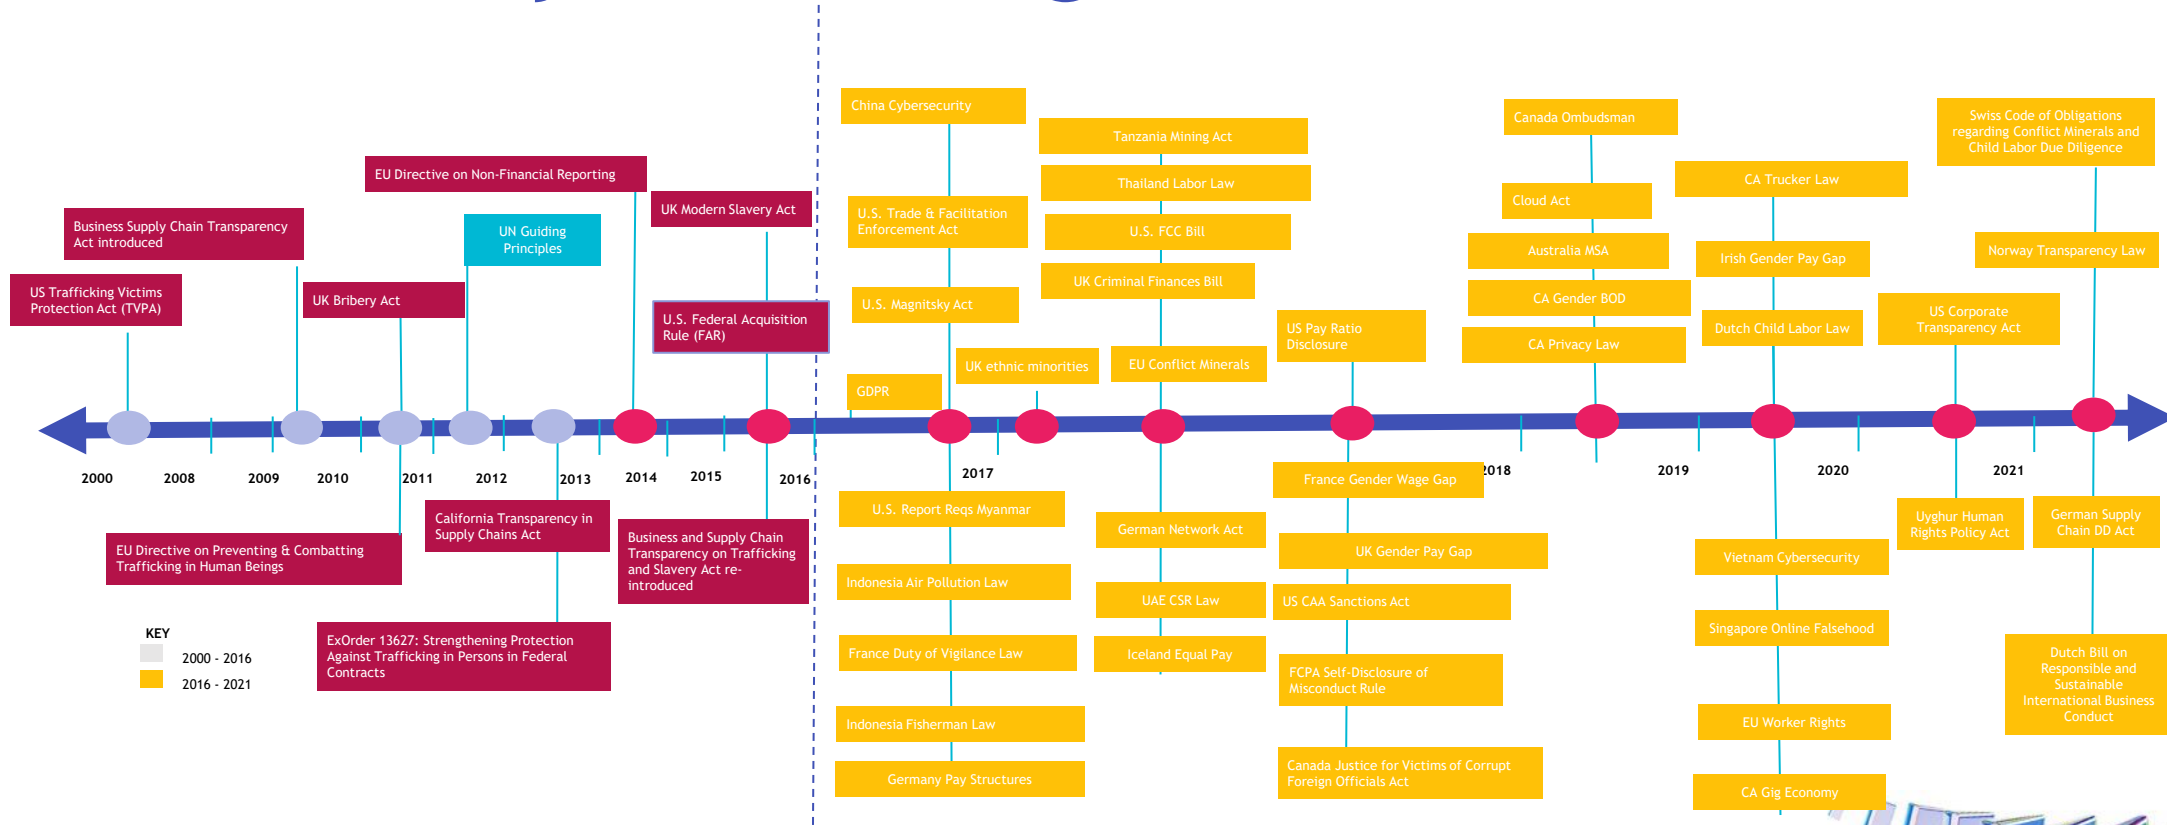 China Cybersecurity
Canada Ombudsman
Swiss Code of Obligations
regarding Conflict Minerals and
Child Labor Due Diligence
Tanzania Mining Act
EU Directive on Non-Financial Reporting
Thailand Labor Law
CA Trucker Law
UK Modern Slavery Act
Cloud Act
Business Supply Chain Transparency
Act introduced
UN Guiding
Principles
U.S. Trade & Facilitation
Enforcement Act
U.S. FCC Bill
Australia MSA
Irish Gender Pay Gap
Norway Transparency Law
US Trafficking Victims
Protection Act (TVPA)
UK Bribery Act
U.S. Magnitsky Act
UK Criminal Finances Bill
CA Gender BOD
U.S. Federal Acquisition
Rule (FAR)
US Pay Ratio
Disclosure
CA Privacy Law
Dutch Child Labor Law
US Corporate
Transparency Act
GDPR
UK ethnic minorities
EU Conflict Minerals
2000
2008
2009
2010
2011
2012
2013
2014
2015
2016
2017
2018
2019
2020
2021
EU Directive on Preventing & Combatting
Trafficking in Human Beings
California Transparency in
Supply Chains Act
Business and Supply Chain
Transparency on Trafficking
and Slavery Act re-
introduced
ExOrder 13627: Strengthening Protection
Against Trafficking in Persons in Federal
Contracts
U.S. Report Reqs Myanmar
Indonesia Air Pollution Law
France Duty of Vigilance Law
Indonesia Fisherman Law
Germany Pay Structures
German Network Act
UAE CSR Law
Iceland Equal Pay
France Gender Wage Gap
UK Gender Pay Gap
US CAA Sanctions Act
FCPA Self-Disclosure of
Misconduct Rule
Canada Justice for Victims of Corrupt
Foreign Officials Act
Vietnam Cybersecurity
Singapore Online Falsehood
EU Worker Rights
CA Gig Economy
Uyghur Human
Rights Policy Act
German Supply
Chain DD Act
Dutch Bill on
Responsible and
Sustainable
International Business
Conduct
KEY
2000 - 2016
2016 - 2021